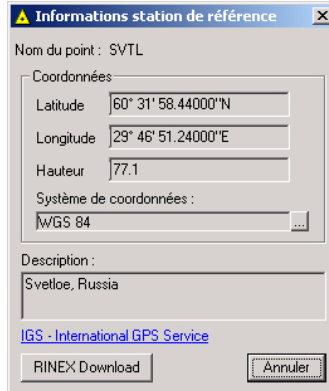 Informations station de référence
Nom du point : SVTL
Coordonnées
Latitude 60° 31' 58.44000"N
Longitude 29° 46' 51.24000"E
Hauteur 77.1
Système de coordonnées :
WGS 84 ...
Description :
Svetloe, Russia
IGS - International GPS Service
RINEX Download Annuler